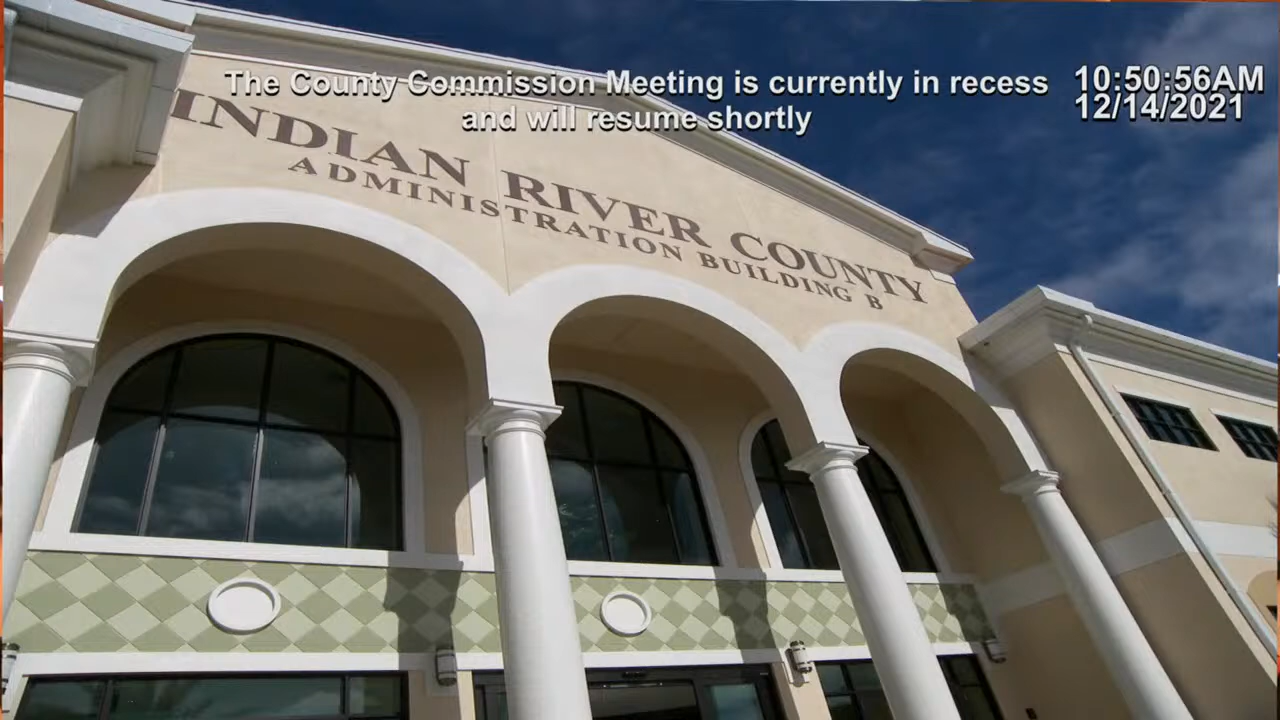 The County Commission Meeting is currently in recess
and will resume shortly
10:50:56AM
12/14/2021
INDIAN RIVER COUNTY
ADMINISTRATION BUILDING B